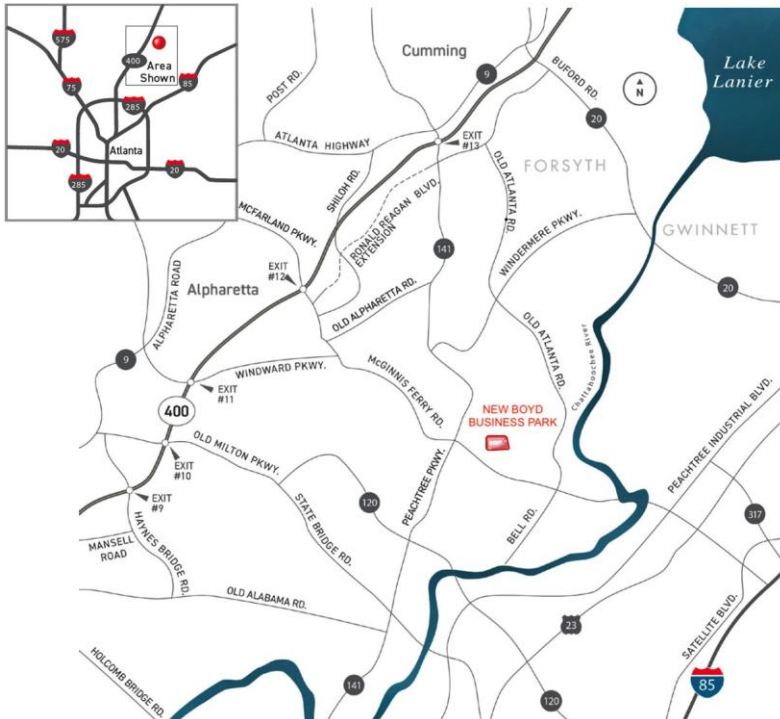 575
400
Area
Shown
75
85
285
Atlanta
20
20
285
Cumming
9
POST RD.
BUFORD RD.
N
Lake
Lanier
20
ATLANTA HIGHWAY
EXIT
#13
OLD ATLANTA RD.
FORSYTH
SHILOH RD.
MCFARLAND PKWY.
RONALD REAGAN BLVD.
EXTENSION
141
WINDERMERE PKWY.
GWINNETT
ALPHARETTA ROAD
Alpharetta
EXIT
#12
20
OLD ALPHARETTA RD.
OLD ATLANTA RD.
Chattahoochee River
9
WINDWARD PKWY.
MCGINNIS FERRY RD.
EXIT
#11
400
NEW BOYD
BUSINESS PARK
PEACHTREE INDUSTRIAL BLVD.
OLD MILTON PKWY.
EXIT
#10
PEACHTREE PKWY.
120
STATE BRIDGE RD.
EXIT
#9
HAYNES BRIDGE RD.
MANSELL
ROAD
BELL RD.
317
OLD ALABAMA RD.
23
SATELLITE BLVD.
HOLCOMB BRIDGE RD.
141
120
85